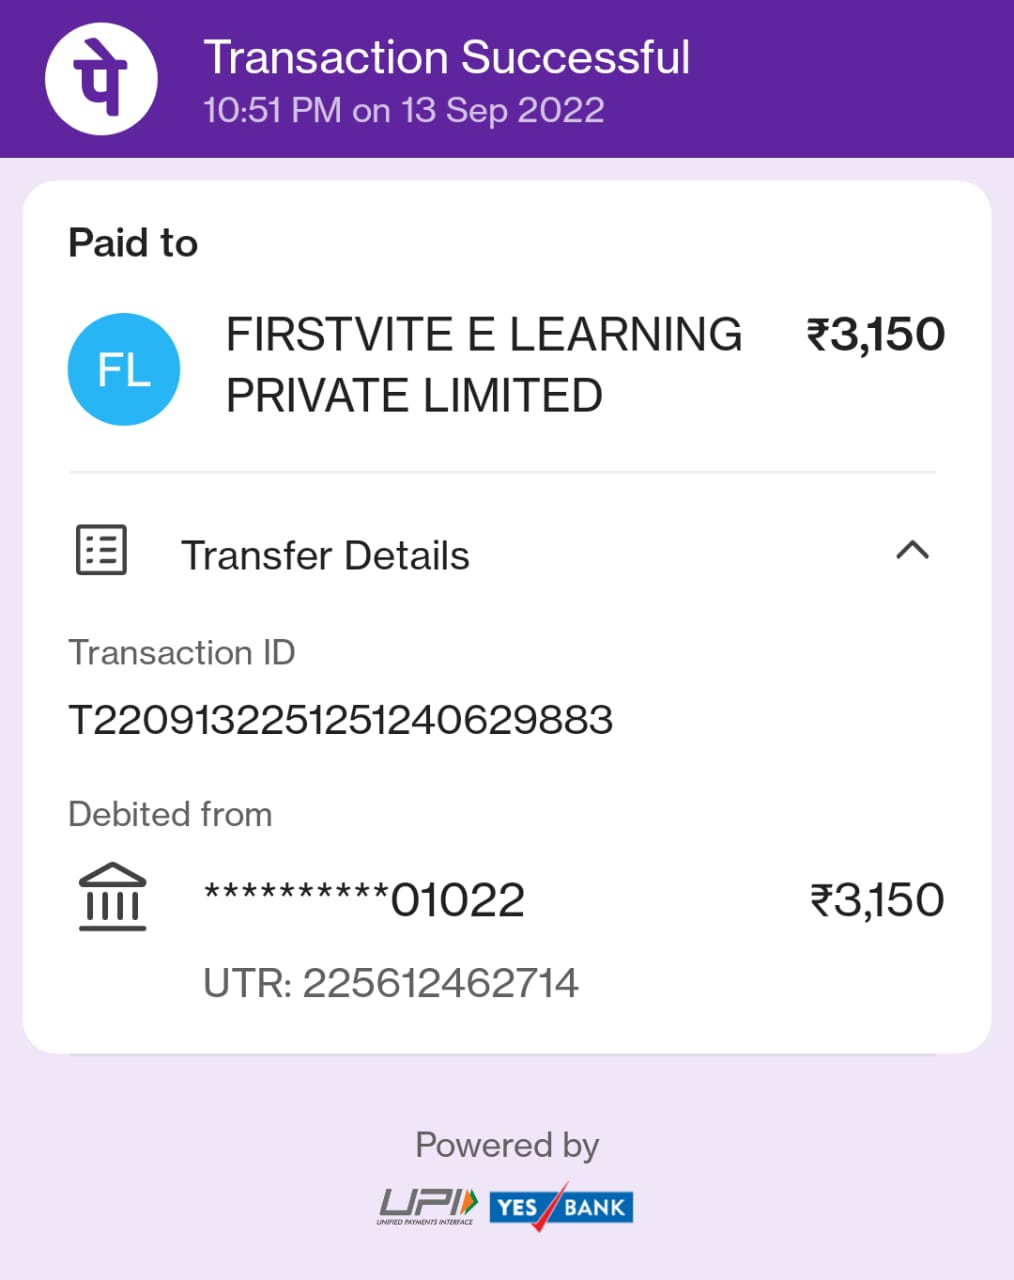 पे
Transaction Successful
10:51 PM on 13 Sep 2022
Paid to
FL
FIRSTVITE E LEARNING ₹3,150
PRIVATE LIMITED
Transfer Details
Transaction ID
T2209132251251240629883
Debited from
**********01022 ₹3,150
UTR: 225612462714
Powered by
UPI YES BANK
UNIFIED PAYMENTS INTERFACE